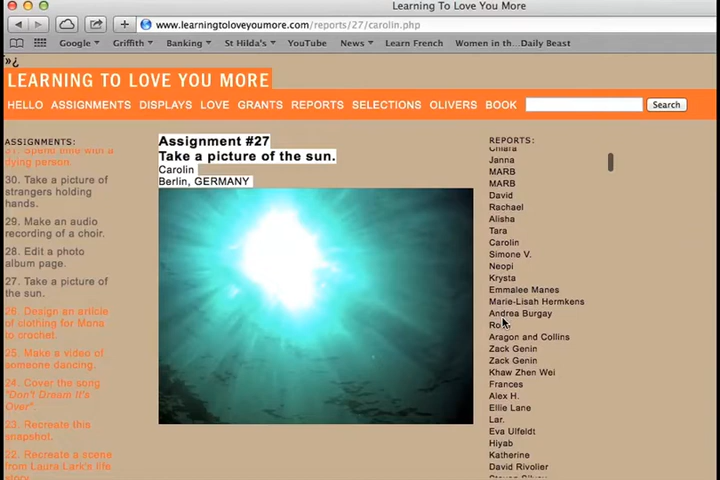 Learning To Love You More
www.learningtoloveyoumore.com/reports/27/carolin.php
Google Griffith Banking St Hilda's YouTube News Learn French Women in th...Daily Beast
»¿
LEARNING TO LOVE YOU MORE
HELLO ASSIGNMENTS DISPLAYS LOVE GRANTS REPORTS SELECTIONS OLIVERS BOOK Search
ASSIGNMENTS:
31. Spend time with a
dying person.
30. Take a picture of
strangers holding
hands.
29. Make an audio
recording of a choir.
28. Edit a photo
album page.
27. Take a picture of
the sun.
26. Design an article
of clothing for Mona
to crochet.
25. Make a video of
someone dancing.
24. Cover the song
"Don't Dream It's
Over".
23. Recreate this
snapshot.
22. Recreate a scene
from Laura Lark's life
story.
Assignment #27
Take a picture of the sun.
Carolin
Berlin, GERMANY
REPORTS:
Chiara
Janna
MARB
MARB
David
Rachael
Alisha
Tara
Carolin
Simone V.
Neopi
Krysta
Emmalee Manes
Marie-Lisah Hermkens
Andrea Burgay
Aragon and Collins
Zack Genin
Zack Genin
Khaw Zhen Wei
Frances
Alex H.
Ellie Lane
Lar.
Eva Ulfeldt
Hiyab
Katherine
David Rivolier